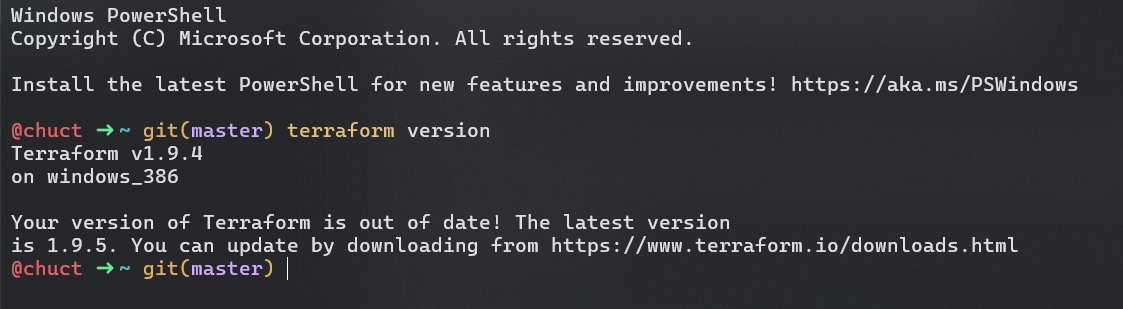 Windows PowerShell
Copyright (C) Microsoft Corporation. All rights reserved.
Install the latest PowerShell for new features and improvements! https://aka.ms/PSWindows
@chuct ➜ ~ git(master) terraform version
Terraform v1.9.4
on windows_386
Your version of Terraform is out of date! The latest version
is 1.9.5. You can update by downloading from https://www.terraform.io/downloads.html
@chuct ➜ ~ git(master)